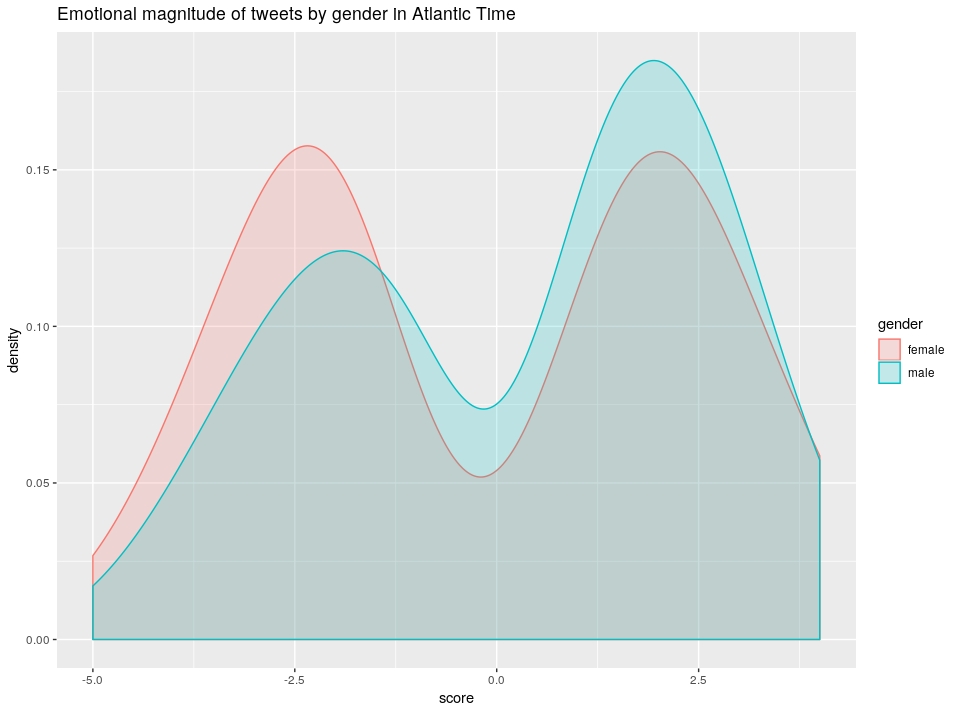 Emotional magnitude of tweets by gender in Atlantic Time
density
0.15
0.10
0.05
0.00
-5.0
-2.5
0.0
2.5
score
gender
female
male